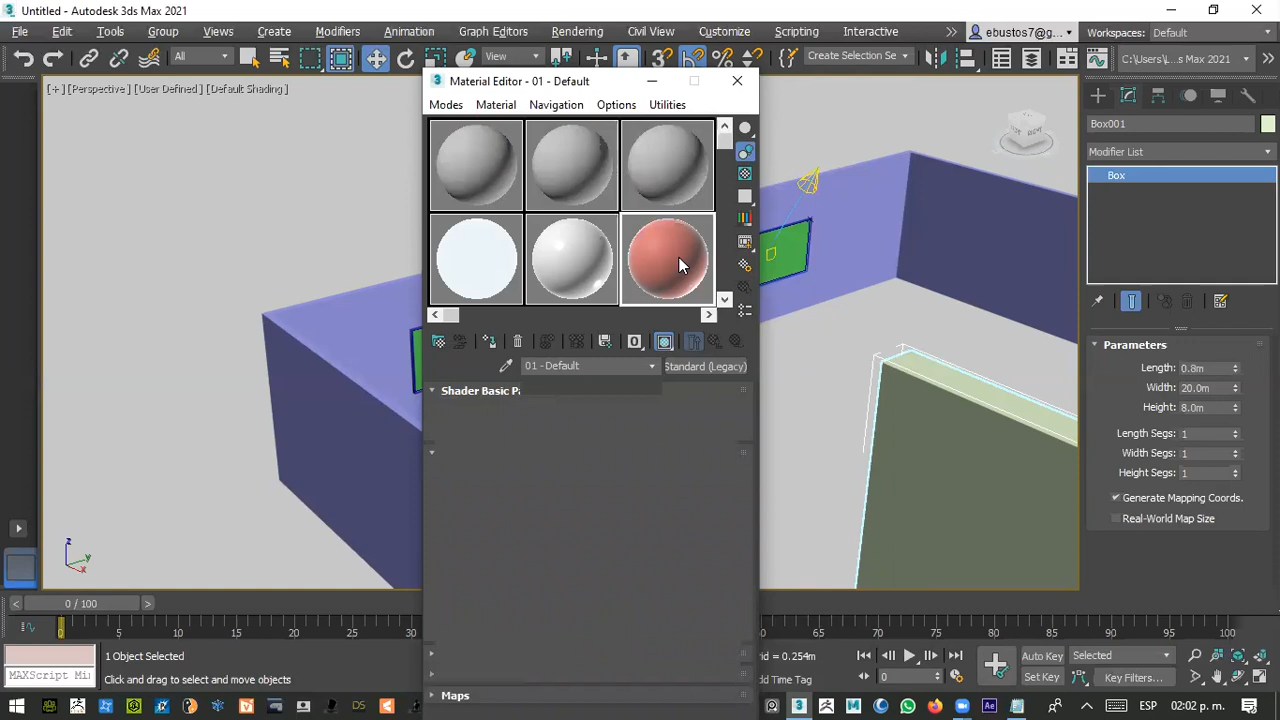 Untitled - Autodesk 3ds Max 2021
File Edit Tools Group Views Create Modifiers Animation Graph Editors Rendering Civil View Customize Scripting Interactive ebustos7@g... Workspaces: Default
All View Create Selection Se C:\Users\L...s Max 2021
[ + ] [Perspective ] [User Defined ] [Default Shading ]
Material Editor - 01 - Default
Modes Material Navigation Options Utilities
01 - Default Standard (Legacy)
Shader Basic Pa
Maps
Box001
Modifier List
Box
Parameters
Length: 0.8m
Width: 20.0m
Height: 8.0m
Length Segs: 1
Width Segs: 1
Height Segs: 1
Generate Mapping Coords.
Real-World Map Size
z
y
x
0 / 100
0 5 10 15 20 25 30 65 70 75 80 85 90 95 100
1 Object Selected
MAXScript Mi
Click and drag to select and move objects
rid = 0.254m
dd Time Tag
Auto Key Selected
0 Set Key Key Filters...
ESP 02:02 p. m.